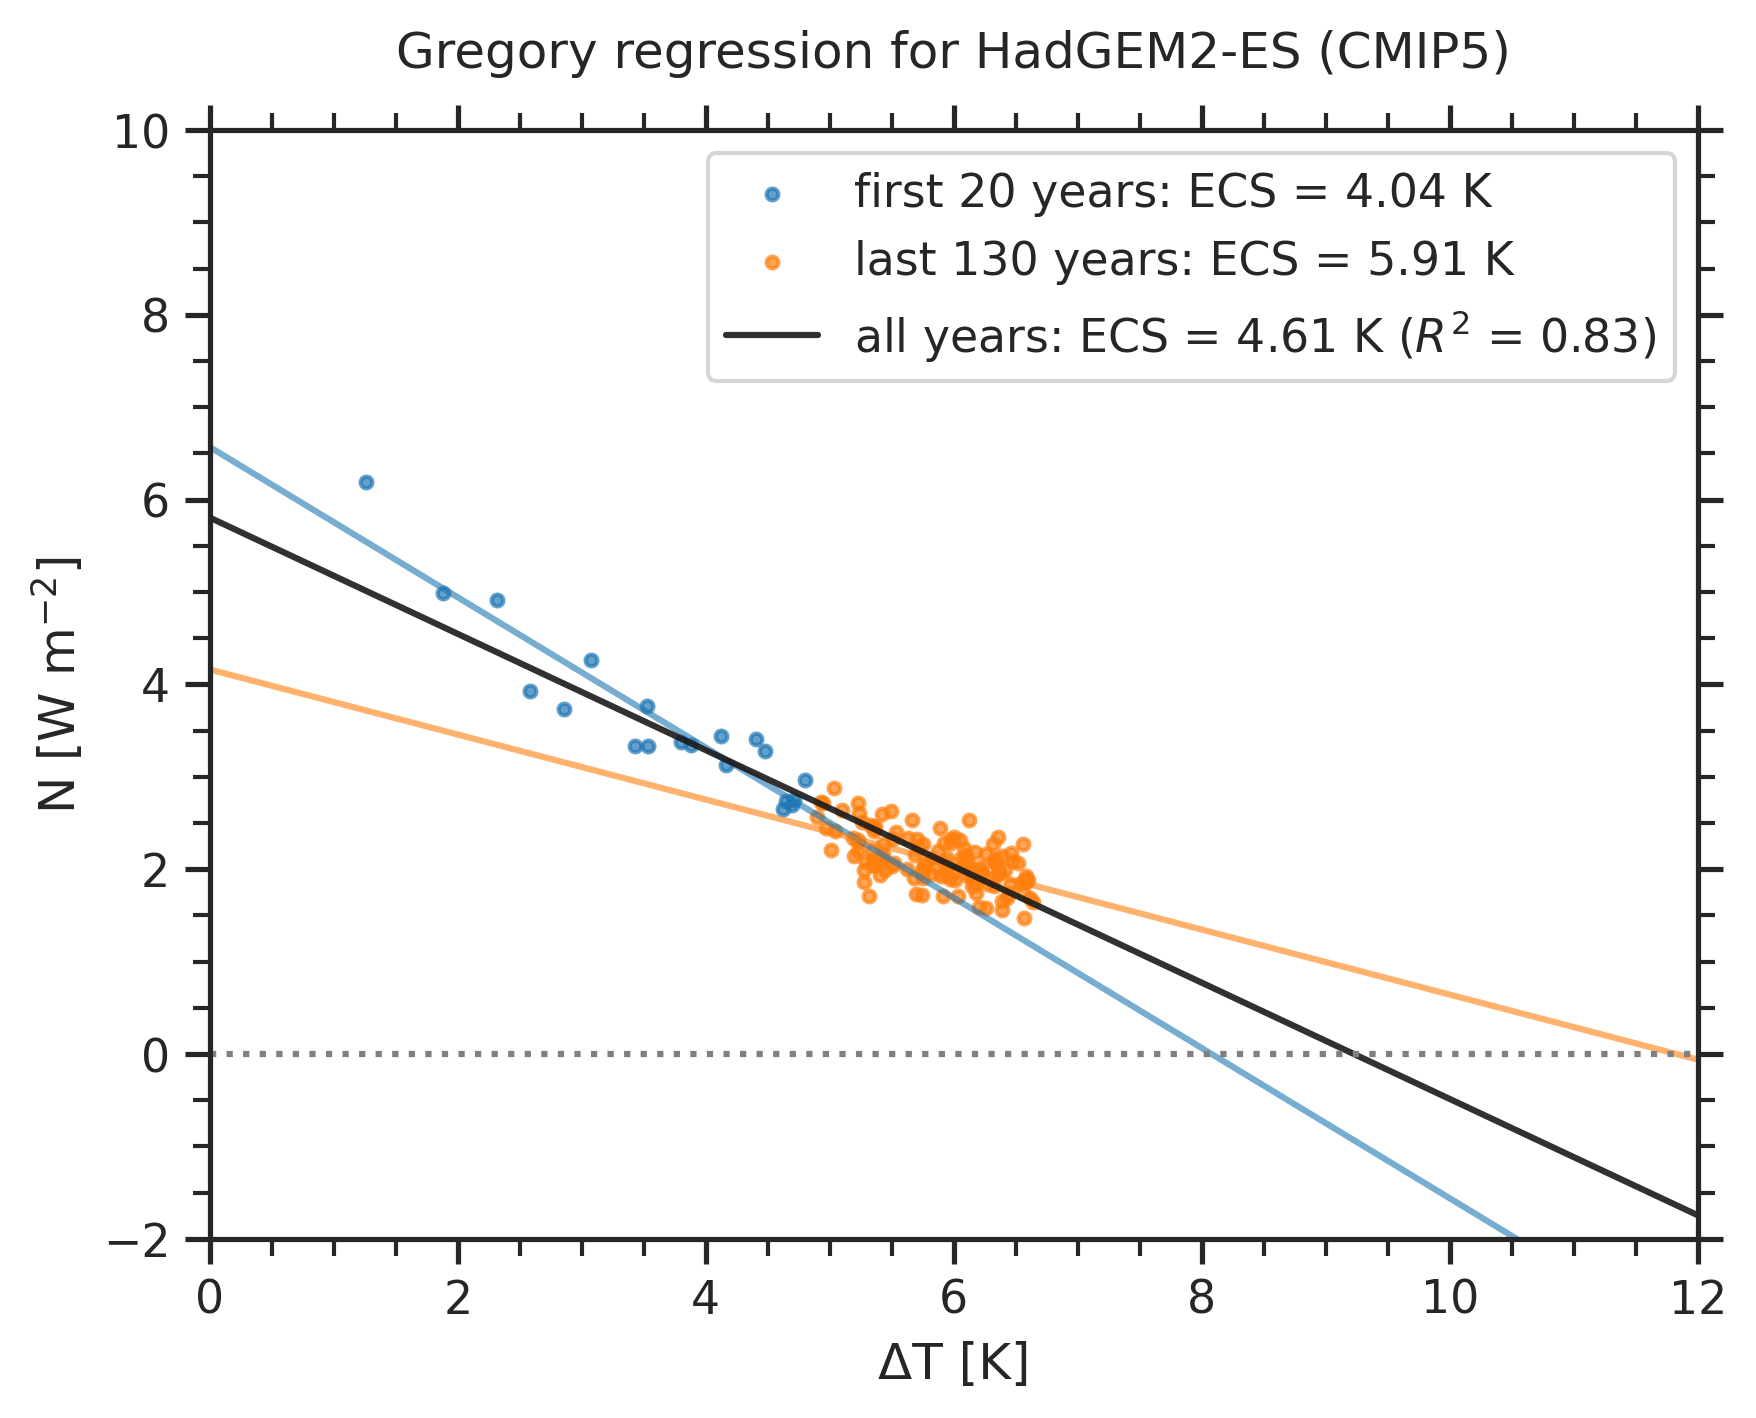 Gregory regression for HadGEM2-ES (CMIP5)
first 20 years: ECS = 4.04 K
last 130 years: ECS = 5.91 K
all years: ECS = 4.61 K (R² = 0.83)
N [W m⁻²]
10
8
6
4
2
0
−2
0 2 4 6 8 10 12
ΔT [K]